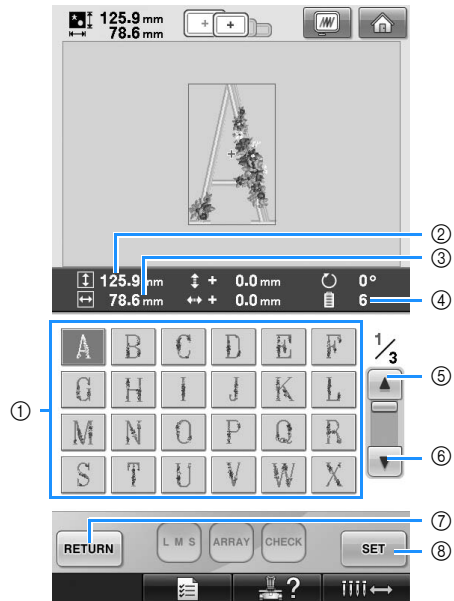 125.9 mm
78.6 mm
A
②
③
125.9 mm + 0.0 mm 0° 
78.6 mm + 0.0 mm 6 ④
①
A B C D E F 1/3
⑤
G H I J K L
M N O P Q R
⑥
S T U V W X
⑦
RETURN L M S ARRAY CHECK SET ⑧
?